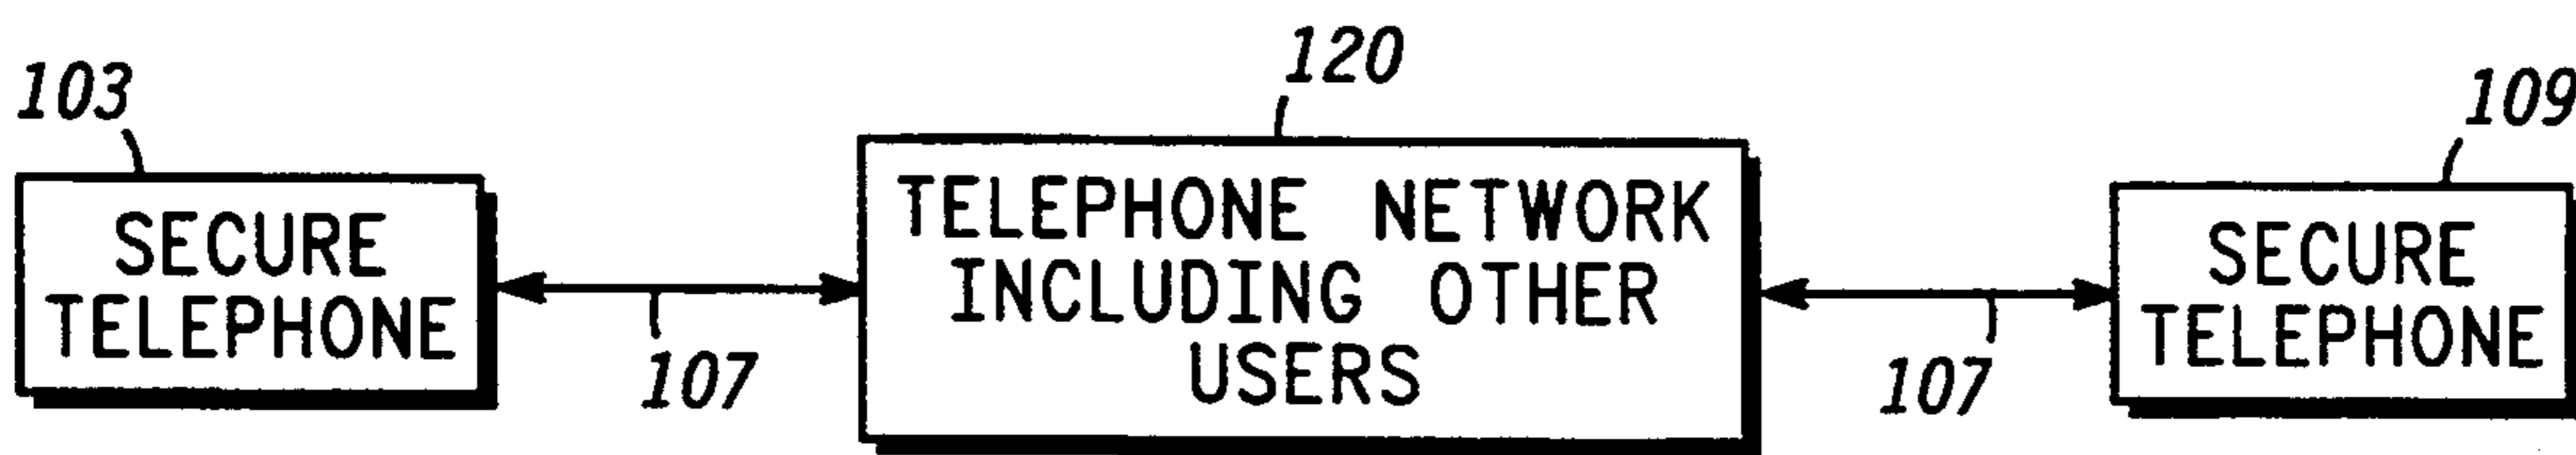 120
103
109
SECURE
TELEPHONE
TELEPHONE NETWORK
INCLUDING OTHER
USERS
SECURE
TELEPHONE
107
107